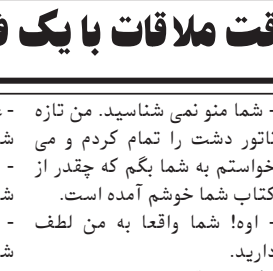 قت ملاقات با یک ف
- شما منو نمی شناسید. من تازه
ناتور دشت را تمام کردم و می
خواستم به شما بگم که چقدر از
کتاب شما خوشم آمده است.
- اوه! شما واقعا به من لطف
دارید.